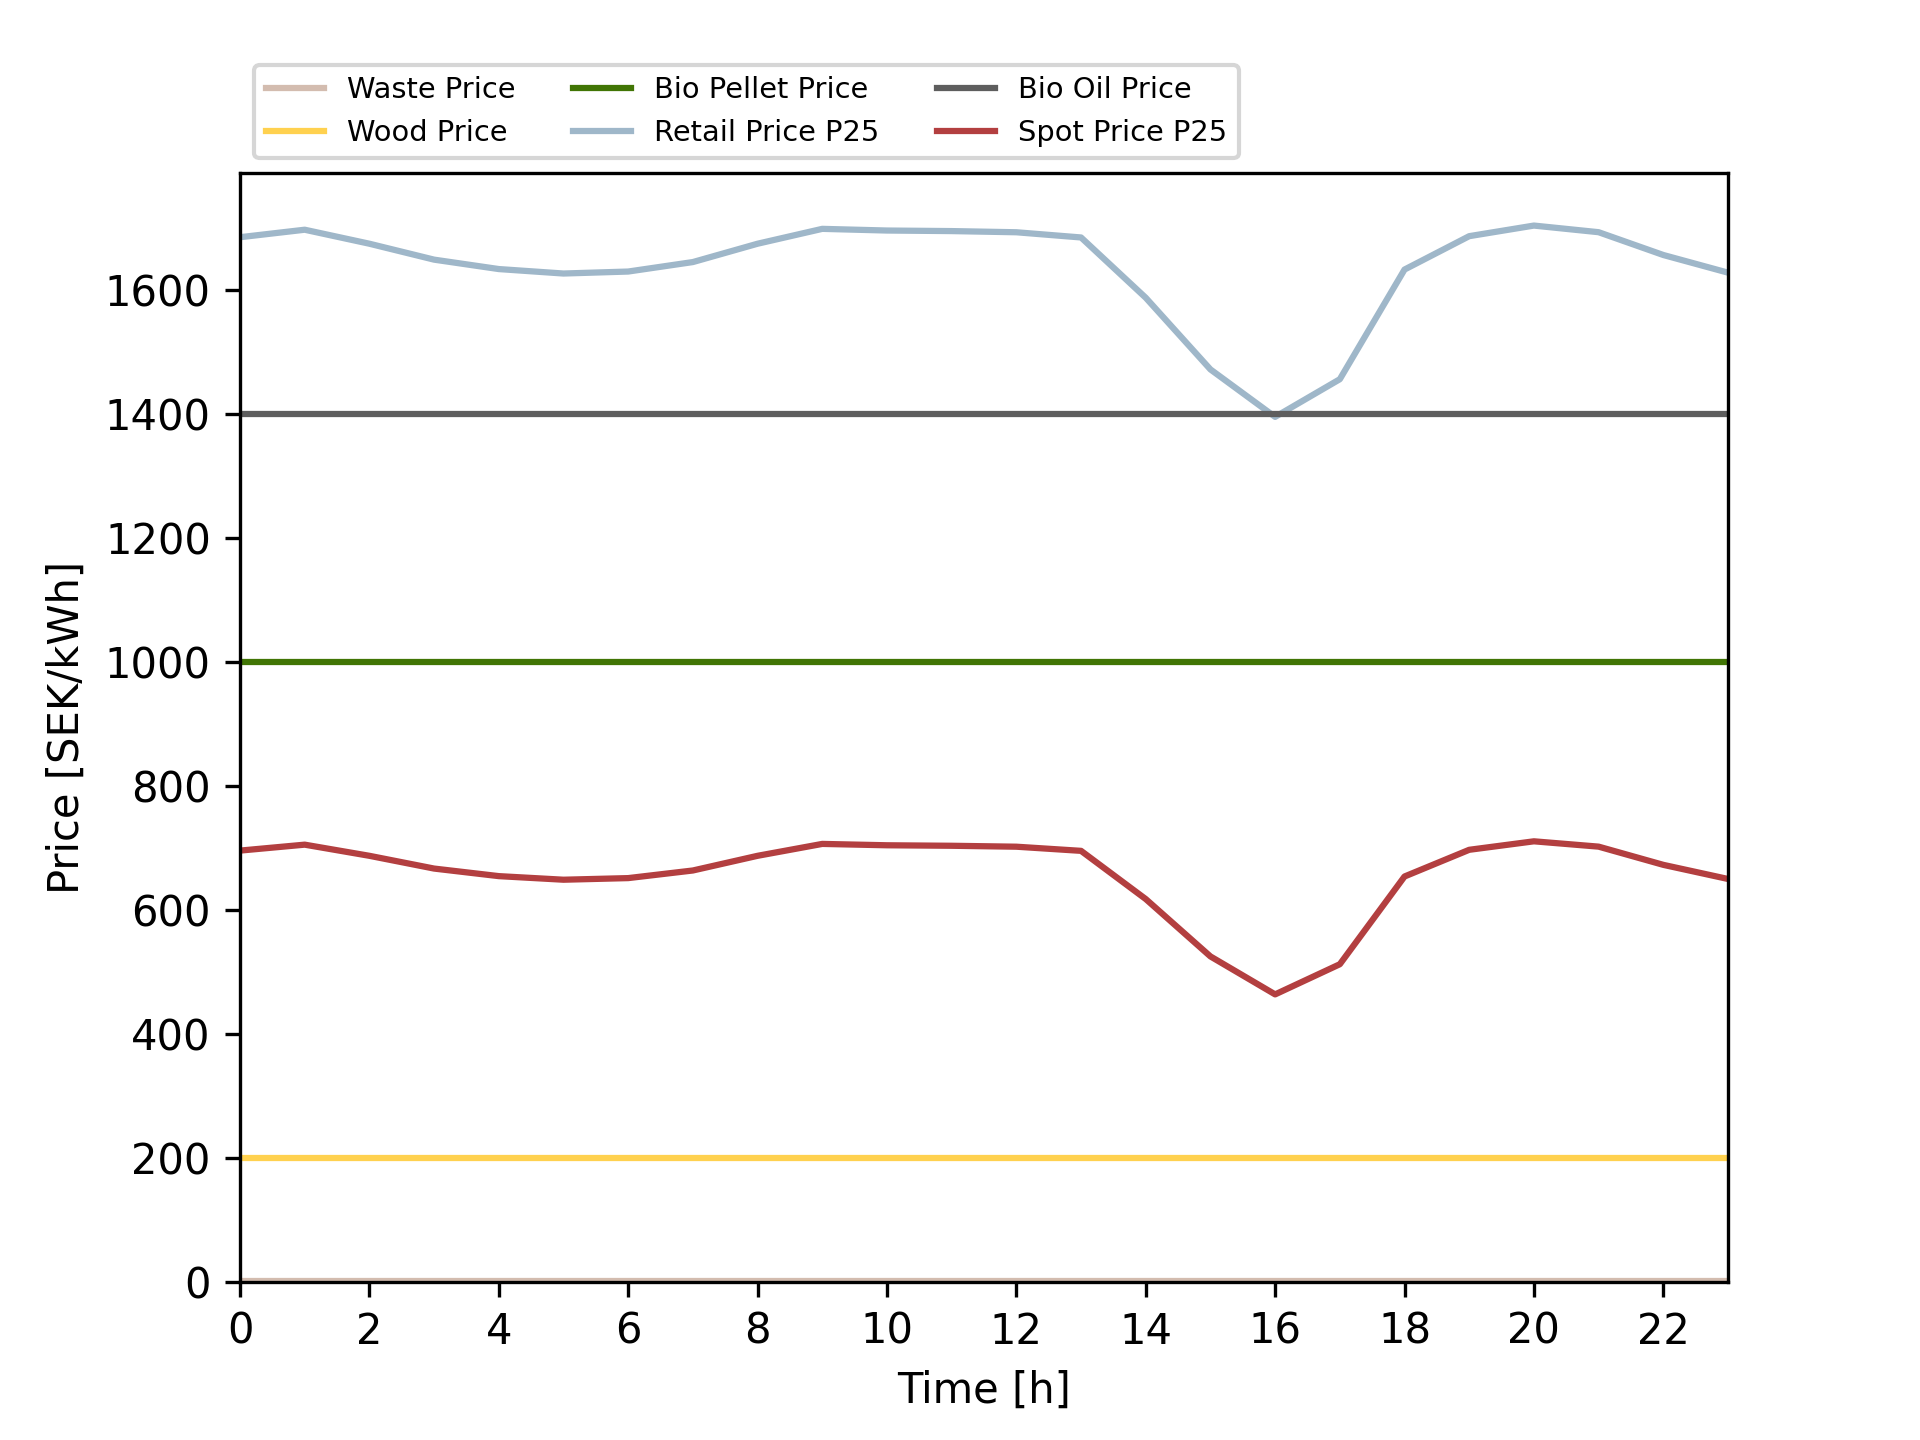 Waste Price Bio Pellet Price Bio Oil Price
Wood Price Retail Price P25 Spot Price P25
1600
1400
1200
1000
800
600
400
200
0
Price [SEK/kWh]
0 2 4 6 8 10 12 14 16 18 20 22
Time [h]